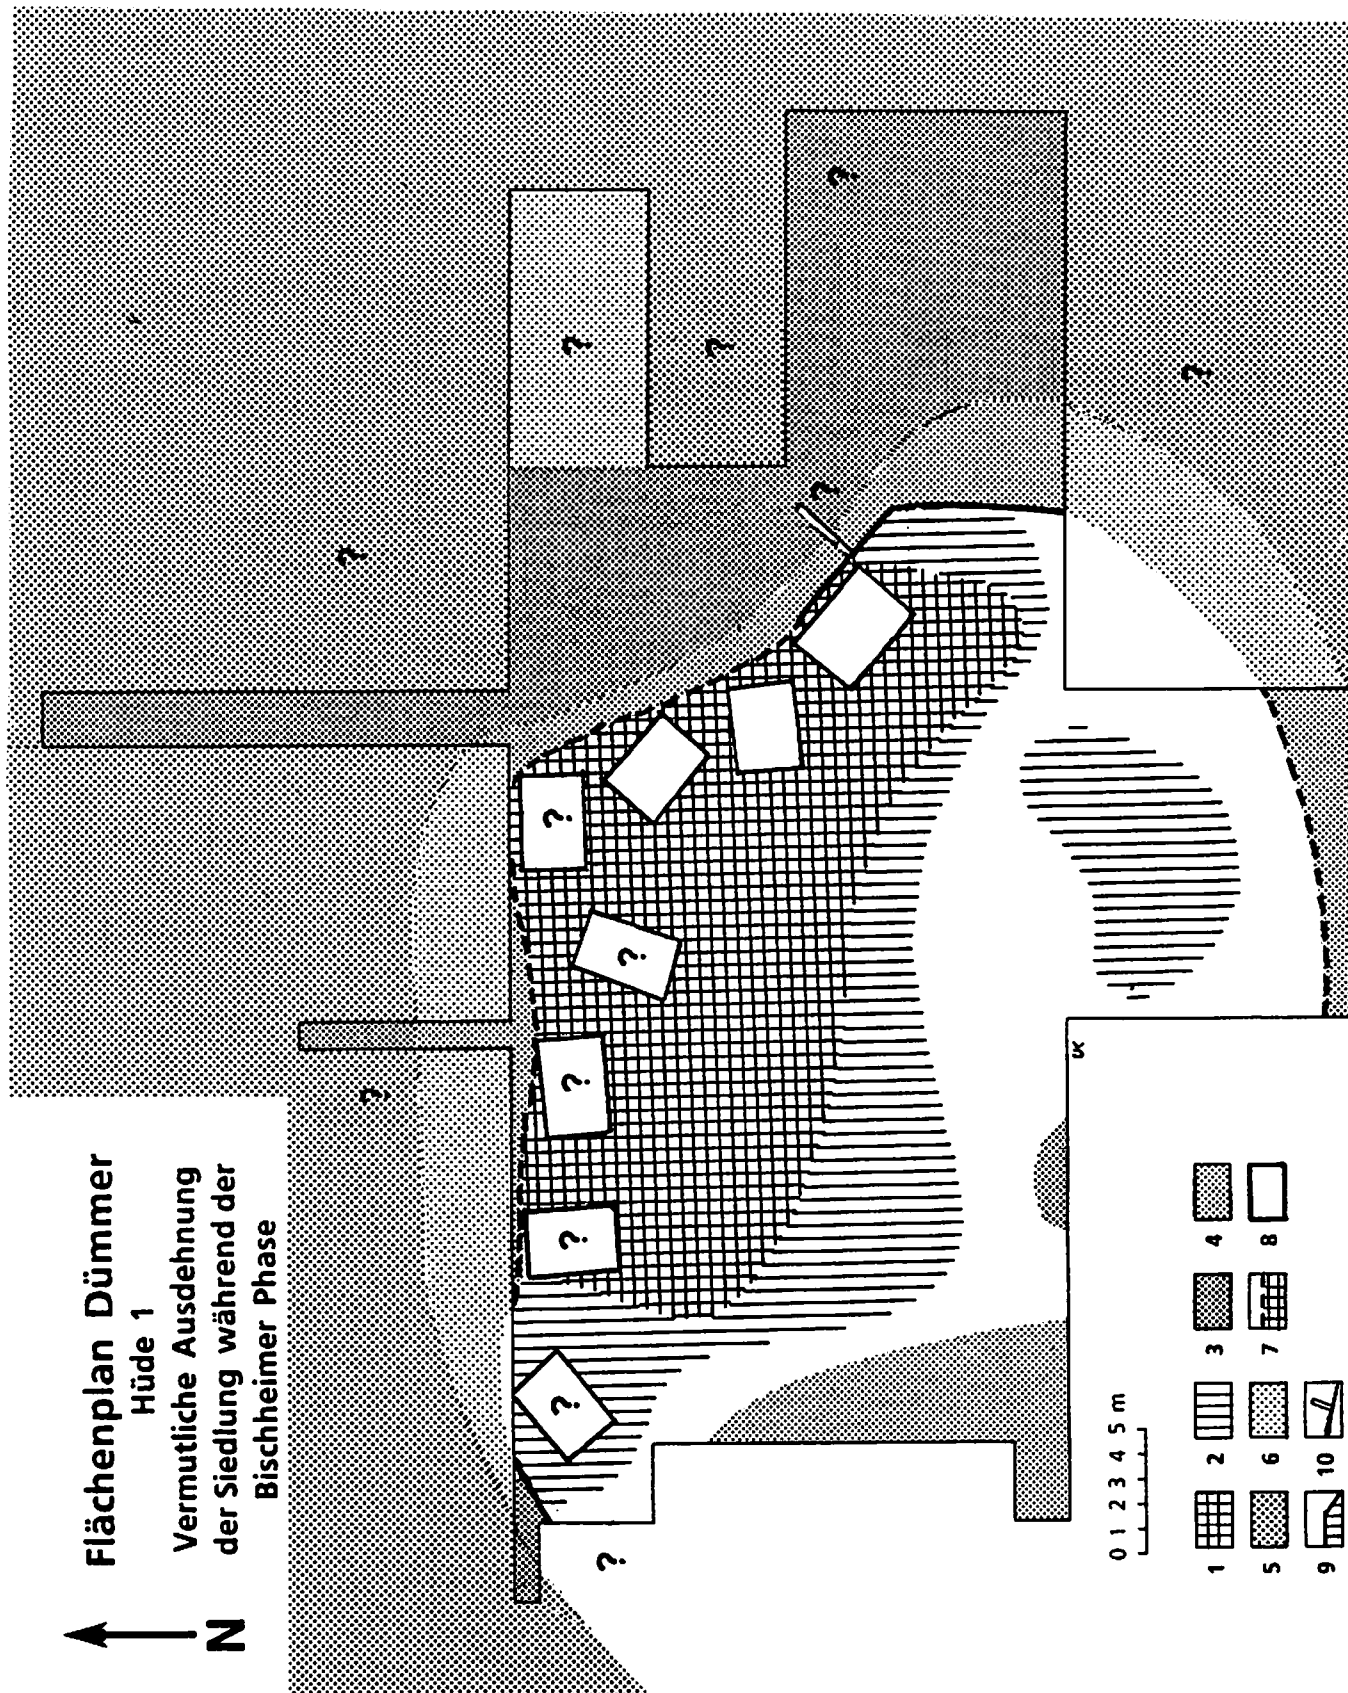 Flächenplan Dümmer
Hüde 1
Vermutliche Ausdehnung
der Siedlung während der
Bischheimer Phase
N
?
?
?
?
?
?
?
?
?
?
?
?
?
0 1 2 3 4 5 m
1 2 3 4
5 6 7 8
9 10